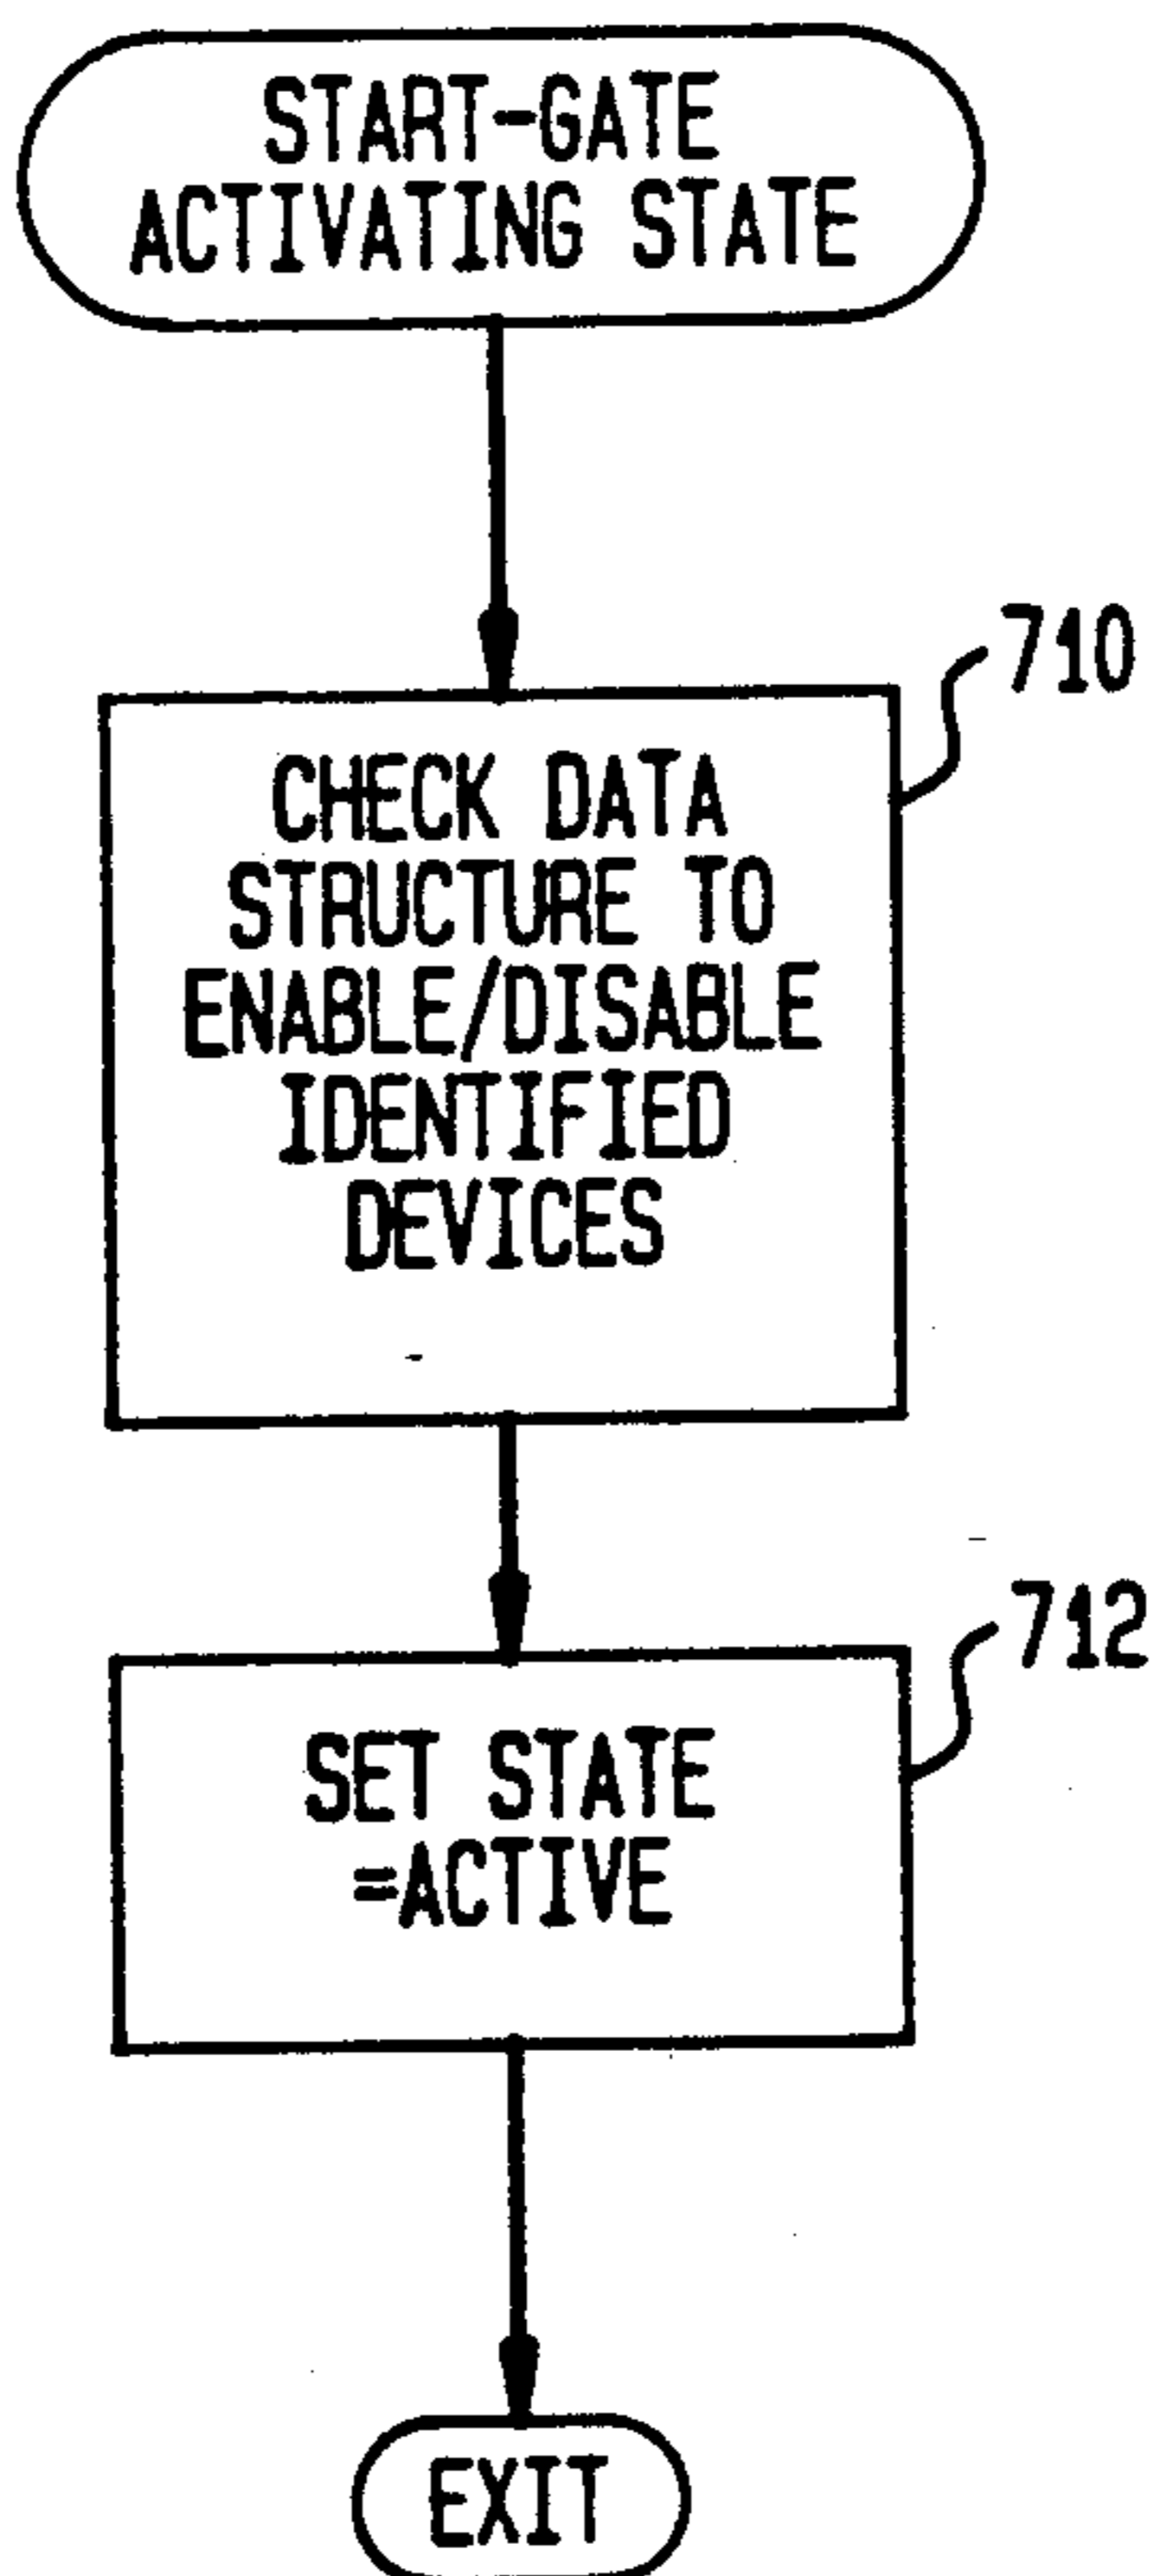 START-GATE
ACTIVATING STATE
710
CHECK DATA
STRUCTURE TO
ENABLE/DISABLE
IDENTIFIED
DEVICES
712
SET STATE
=ACTIVE
EXIT